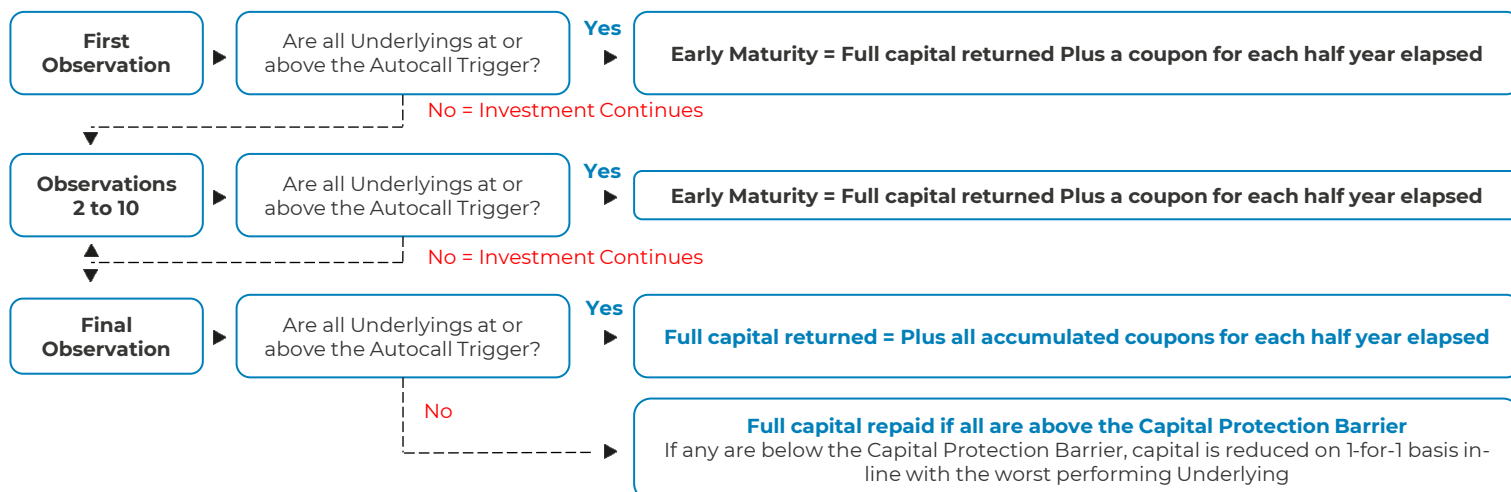 First
Observation
Are all Underlyings at or
above the Autocall Trigger?
Yes
Early Maturity = Full capital returned Plus a coupon for each half year elapsed
No = Investment Continues
Observations
2 to 10
Are all Underlyings at or
above the Autocall Trigger?
Yes
Early Maturity = Full capital returned Plus a coupon for each half year elapsed
No = Investment Continues
Final
Observation
Are all Underlyings at or
above the Autocall Trigger?
Yes
Full capital returned = Plus all accumulated coupons for each half year elapsed
No
Full capital repaid if all are above the Capital Protection Barrier
If any are below the Capital Protection Barrier, capital is reduced on 1-for-1 basis in-
line with the worst performing Underlying